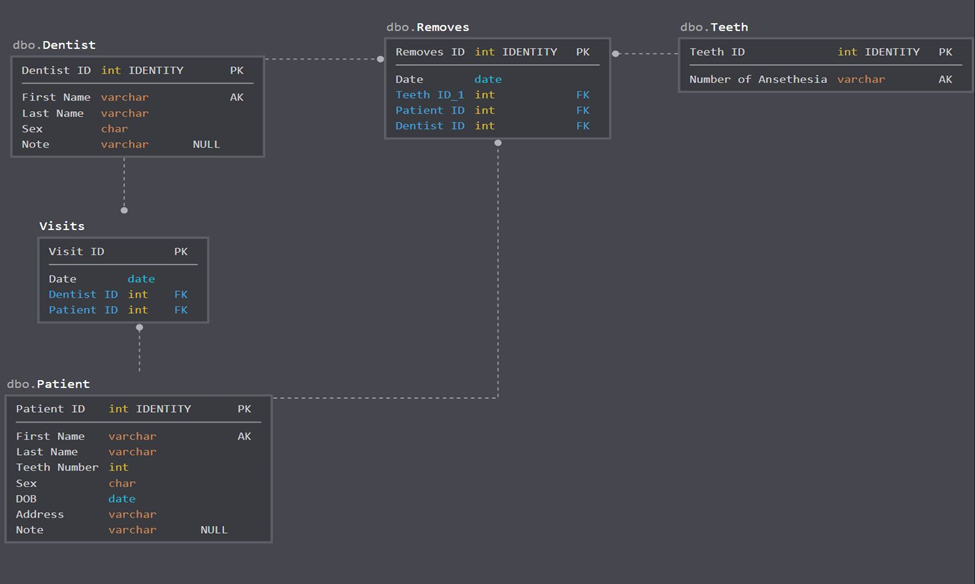 dbo.Dentist
Dentist ID int IDENTITY PK
First Name varchar AK
Last Name varchar
Sex char
Note varchar NULL
dbo.Removes
Removes ID int IDENTITY PK
Date date
Teeth ID_1 int FK
Patient ID int FK
Dentist ID int FK
dbo.Teeth
Teeth ID int IDENTITY PK
Number of Ansethesia varchar AK
Visits
Visit ID PK
Date date
Dentist ID int FK
Patient ID int FK
dbo.Patient
Patient ID int IDENTITY PK
First Name varchar AK
Last Name varchar
Teeth Number int
Sex char
DOB date
Address varchar
Note varchar NULL